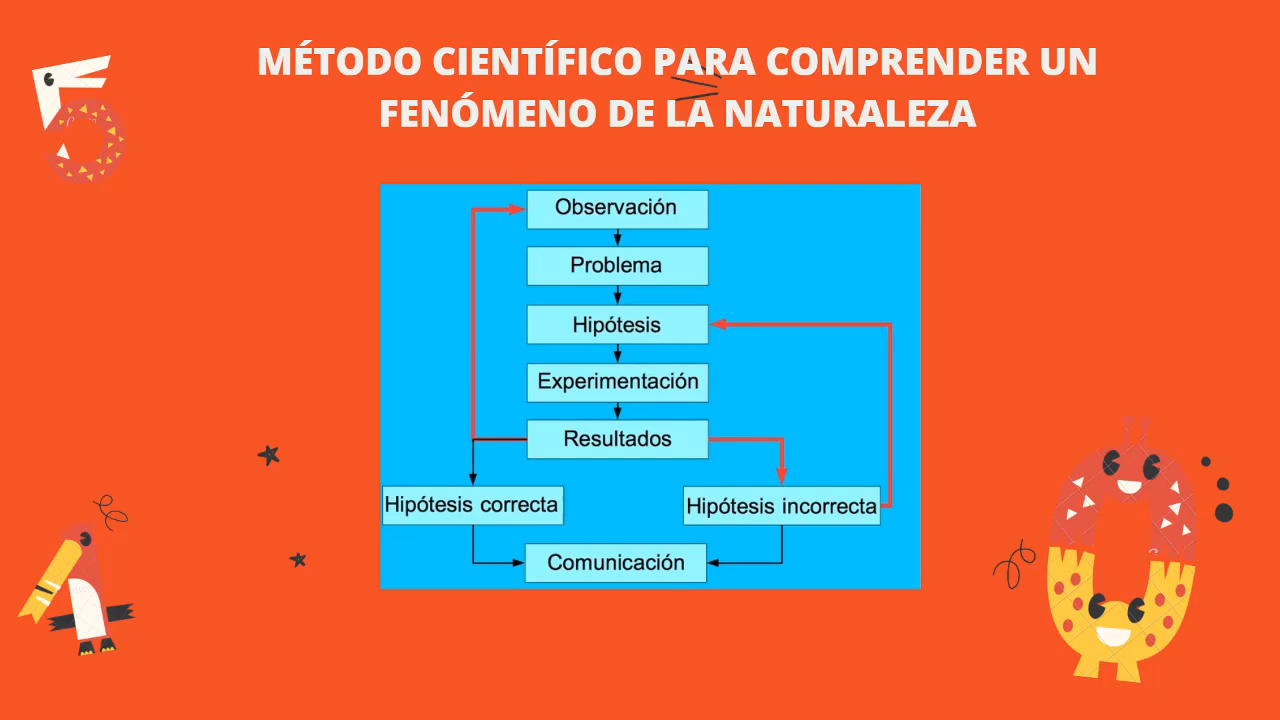 MÉTODO CIENTÍFICO PARA COMPRENDER UN
FENÓMENO DE LA NATURALEZA
Observación
Problema
Hipótesis
Experimentación
Resultados
Hipótesis correcta
Hipótesis incorrecta
Comunicación